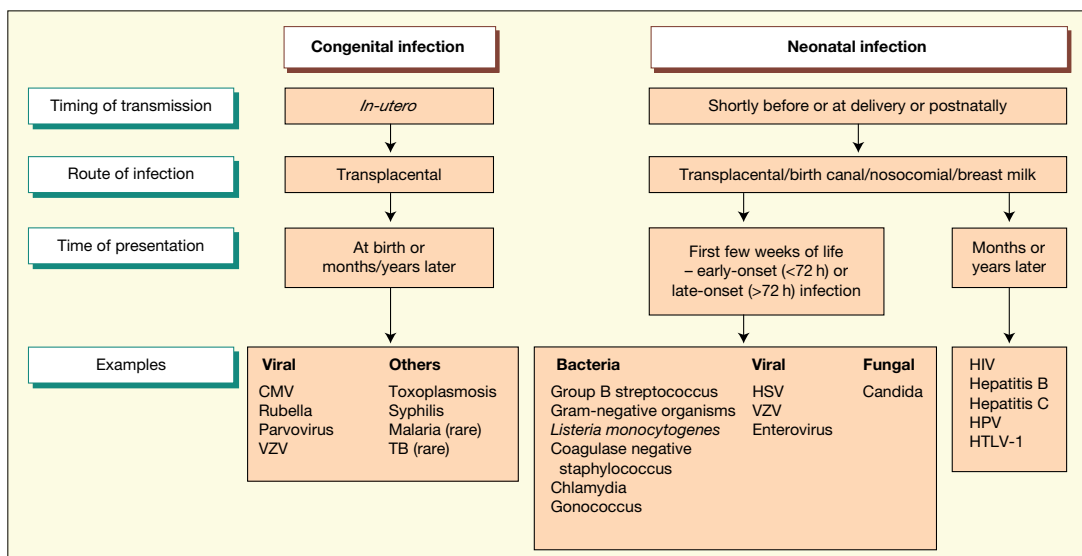 Congenital infection
Neonatal infection
Timing of transmission
In-utero
Shortly before or at delivery or postnatally
Route of infection
Transplacental
Transplacental/birth canal/nosocomial/breast milk
Time of presentation
At birth or
months/years later
First few weeks of life
– early-onset (<72 h) or
late-onset (>72 h) infection
Months or
years later
Examples
Viral
CMV
Rubella
Parvovirus
VZV
Others
Toxoplasmosis
Syphilis
Malaria (rare)
TB (rare)
Bacteria
Group B streptococcus
Gram-negative organisms
Listeria monocytogenes
Coagulase negative
staphylococcus
Chlamydia
Gonococcus
Viral
HSV
VZV
Enterovirus
Fungal
Candida
HIV
Hepatitis B
Hepatitis C
HPV
HTLV-1